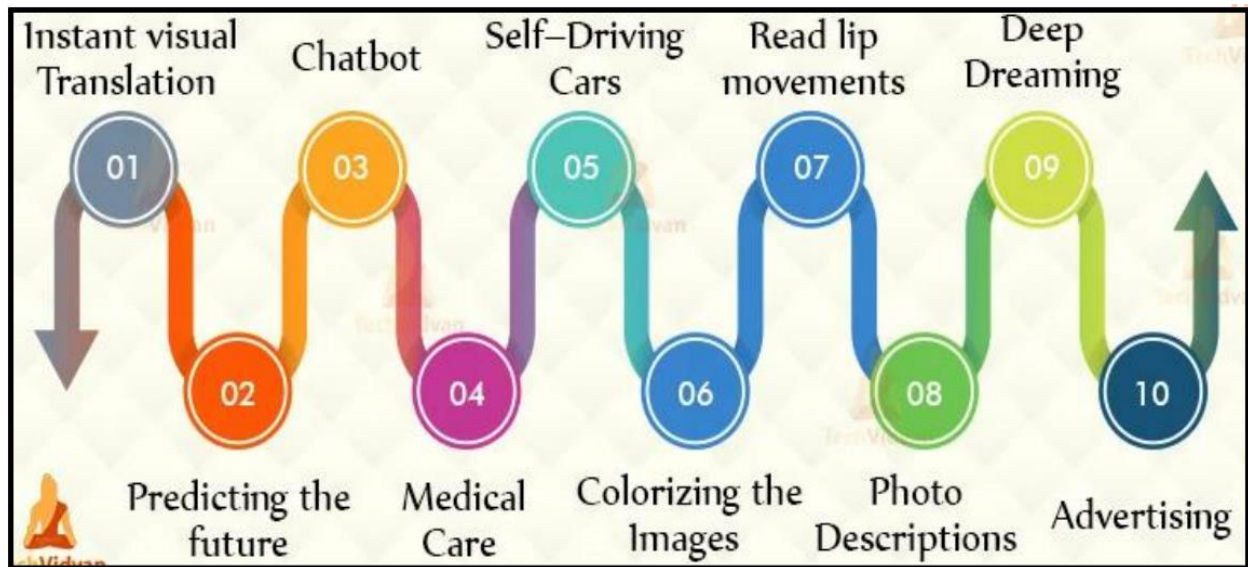 Instant visual
Translation
Chatbot
Self–Driving
Cars
Read lip
movements
Deep
Dreaming
01
03
05
07
09
02
04
06
08
10
Predicting the
future
Medical
Care
Colorizing the
Images
Photo
Descriptions
Advertising
TechVidvan